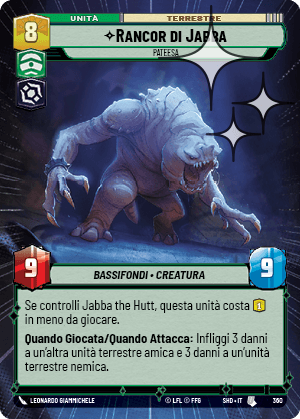 UNITÀ
TERRESTRE
8
✧RANCOR DI JABBA
PATEESA
9
9
BASSIFONDI • CREATURA
Se controlli Jabba the Hutt, questa unità costa 1
in meno da giocare.
Quando Giocata/Quando Attacca: Infliggi 3 danni
a un'altra unità terrestre amica e 3 danni a un'unità
terrestre nemica.
LEONARDO GIAMMICHELE
© LFL © FFG
SHD • IT
360